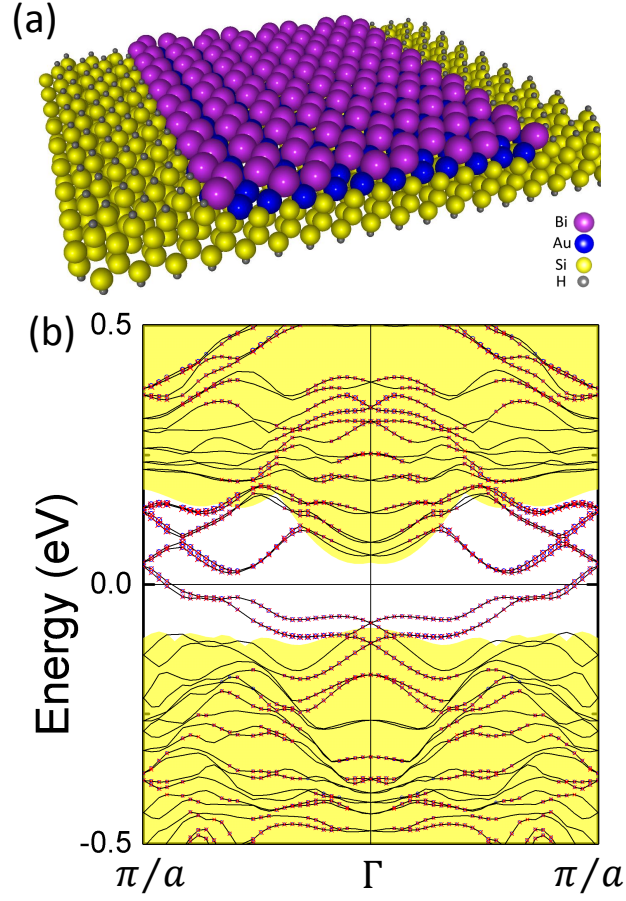 (a)
Bi
Au
Si
H
(b)
0.5
0.0
-0.5
Energy (eV)
π/a Γ π/a